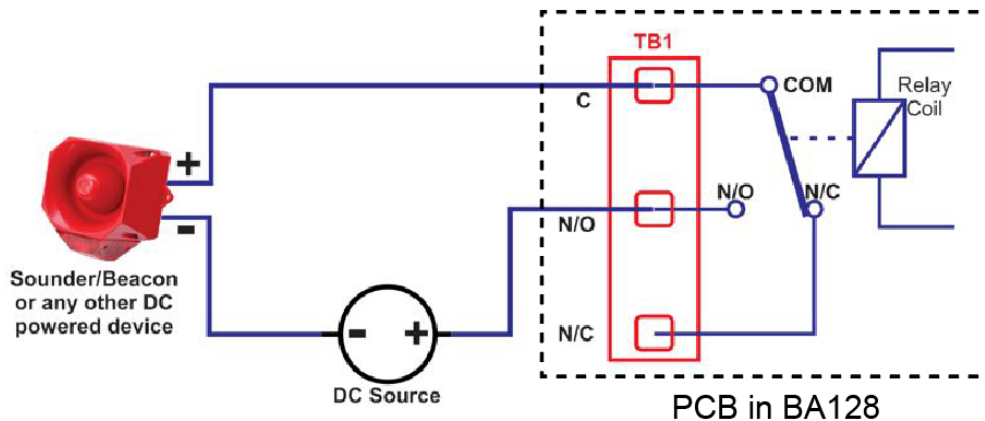 TB1
C
COM
Relay
Coil
+
-
N/O
N/C
N/O
Sounder/Beacon
or any other DC
powered device
- +
N/C
DC Source
PCB in BA128